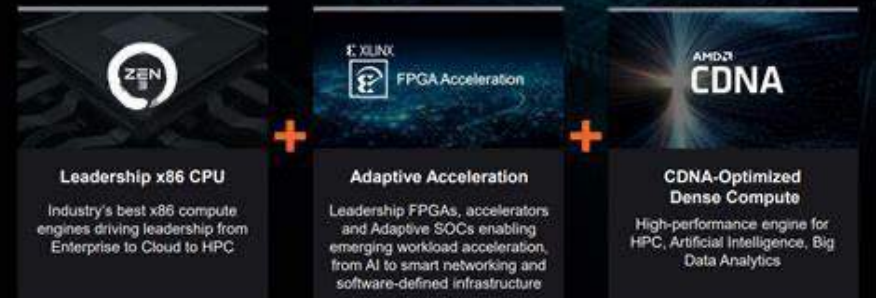 ZEN
3
XILINX
FPGA Acceleration
AMD
CDNA
+
+
Leadership x86 CPU
Industry's best x86 compute
engines driving leadership from
Enterprise to Cloud to HPC
Adaptive Acceleration
Leadership FPGAs, accelerators
and Adaptive SOCs enabling
emerging workload acceleration,
from AI to smart networking and
software-defined infrastructure
CDNA-Optimized
Dense Compute
High-performance engine for
HPC, Artificial Intelligence, Big
Data Analytics